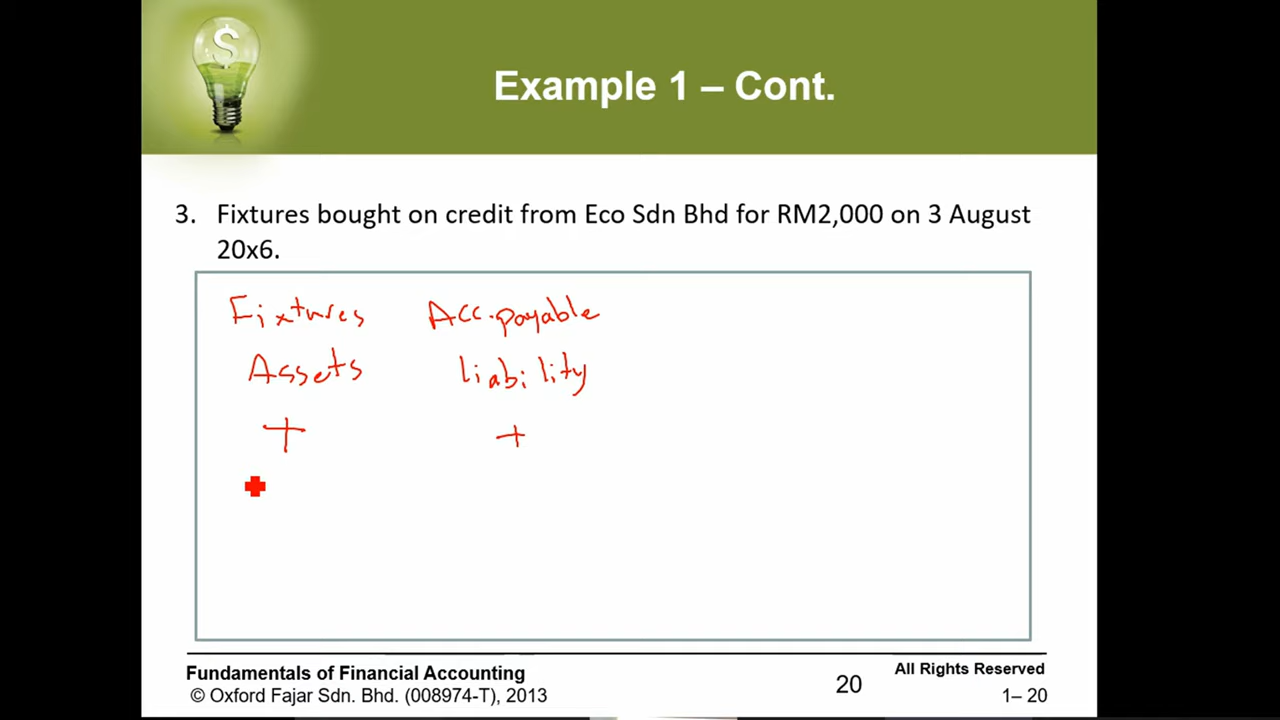 $
Example 1 – Cont.
3. Fixtures bought on credit from Eco Sdn Bhd for RM2,000 on 3 August
20x6.
Fixtures Acc.payable
Assets liability
+ +
Fundamentals of Financial Accounting
© Oxford Fajar Sdn. Bhd. (008974-T), 2013
20
All Rights Reserved
1– 20